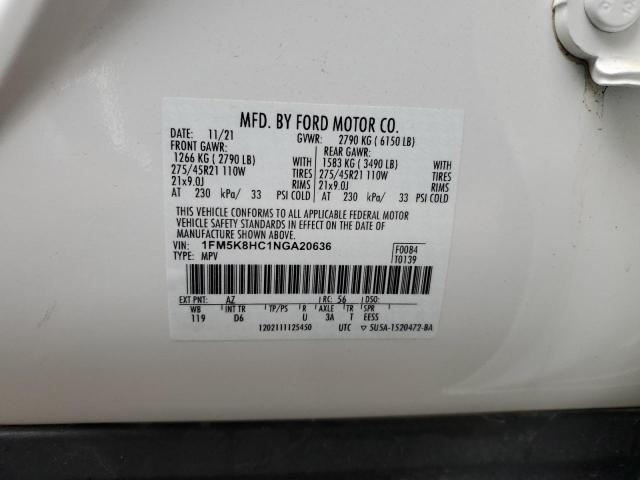 MFD. BY FORD MOTOR CO.
DATE: 11/21 GVWR: 2790 KG ( 6150 LB)
FRONT GAWR: REAR GAWR:
1266 KG ( 2790 LB) WITH 1583 KG ( 3490 LB) WITH
275/45R21 110W TIRES 275/45R21 110W TIRES
21x9.0J RIMS 21x9.0J RIMS
AT 230 kPa/ 33 PSI COLD AT 230 kPa/ 33 PSI COLD
THIS VEHICLE CONFORMS TO ALL APPLICABLE FEDERAL MOTOR
VEHICLE SAFETY STANDARDS IN EFFECT ON THE DATE OF
MANUFACTURE SHOWN ABOVE.
VIN: 1FM5K8HC1NGA20636 F0084
TYPE: MPV T0139
EXT PNT: AZ RC: 56 DSO:
WB INT TR TP/PS R AXLE TR SPR
119 D6 U 3A T EESS
1202111125450 UTC ▽ 5U5A-1520472-BA